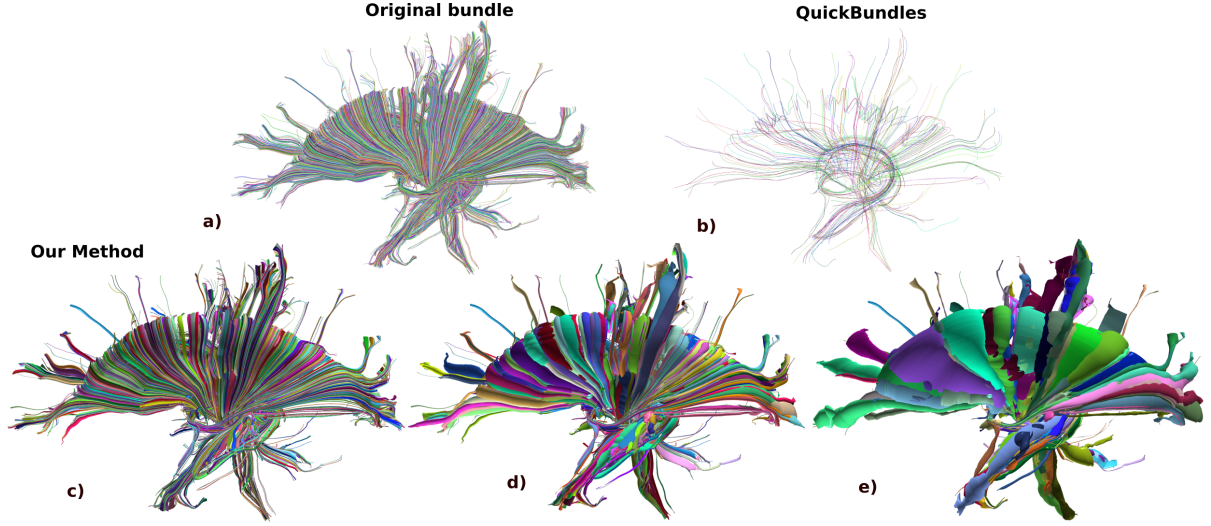 Original bundle
QuickBundles
a)
b)
Our Method
c)
d)
e)